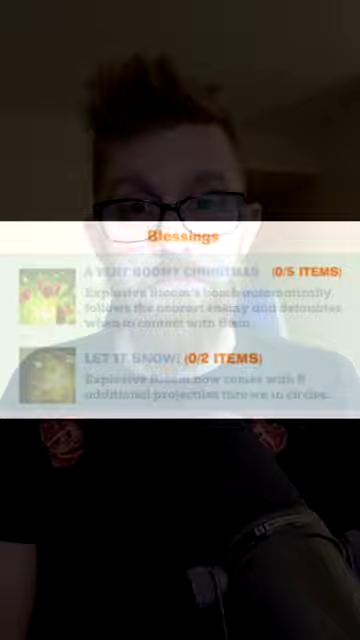 Blessings
A VERY BOOMY CHRISTMAS (0/5 ITEMS)
Explosive Bloom's bomb automatically
follows the nearest enemy and detonates
when in contact with them.
LET IT SNOW! (0/2 ITEMS)
Explosive Bloom now comes with 8
additional projectiles thrown in circles.